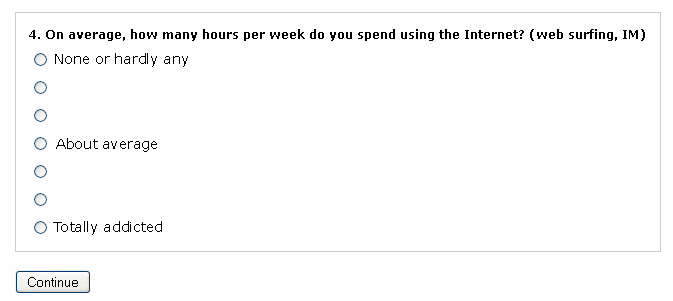 4. On average, how many hours per week do you spend using the Internet? (web surfing, IM)
None or hardly any
About average
Totally addicted
Continue